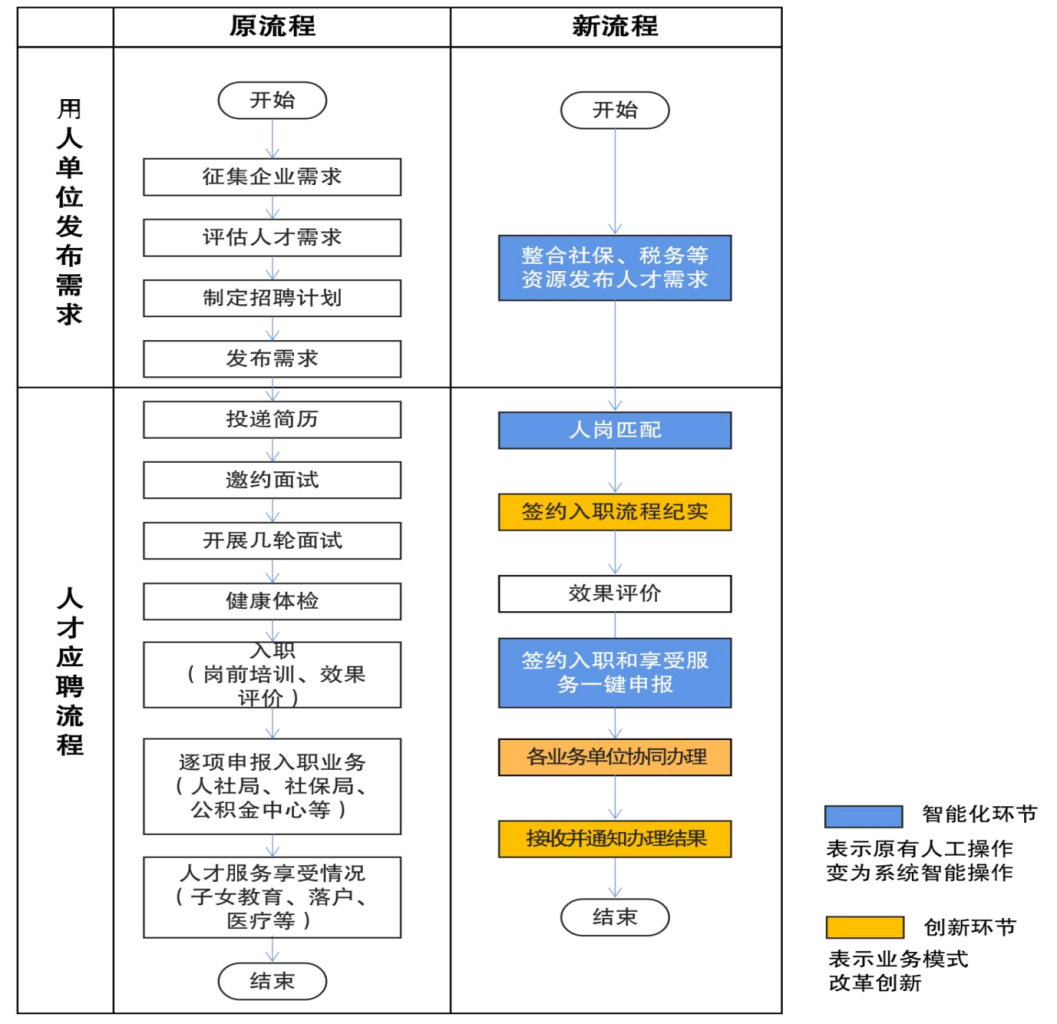 原流程
新流程
用人单位发布需求
开始
征集企业需求
评估人才需求
制定招聘计划
发布需求
开始
整合社保、税务等
资源发布人才需求
人才应聘流程
投递简历
邀约面试
开展几轮面试
健康体检
入职
（岗前培训、效果
评价）
逐项申报入职业务
（人社局、社保局、
公积金中心等）
人才服务享受情况
（子女教育、落户、
医疗等）
结束
人岗匹配
签约入职流程纪实
效果评价
签约入职和享受服
务一键申报
各业务单位协同办理
接收并通知办理结果
结束
智能化环节
表示原有人工操作
变为系统智能操作
创新环节
表示业务模式
改革创新